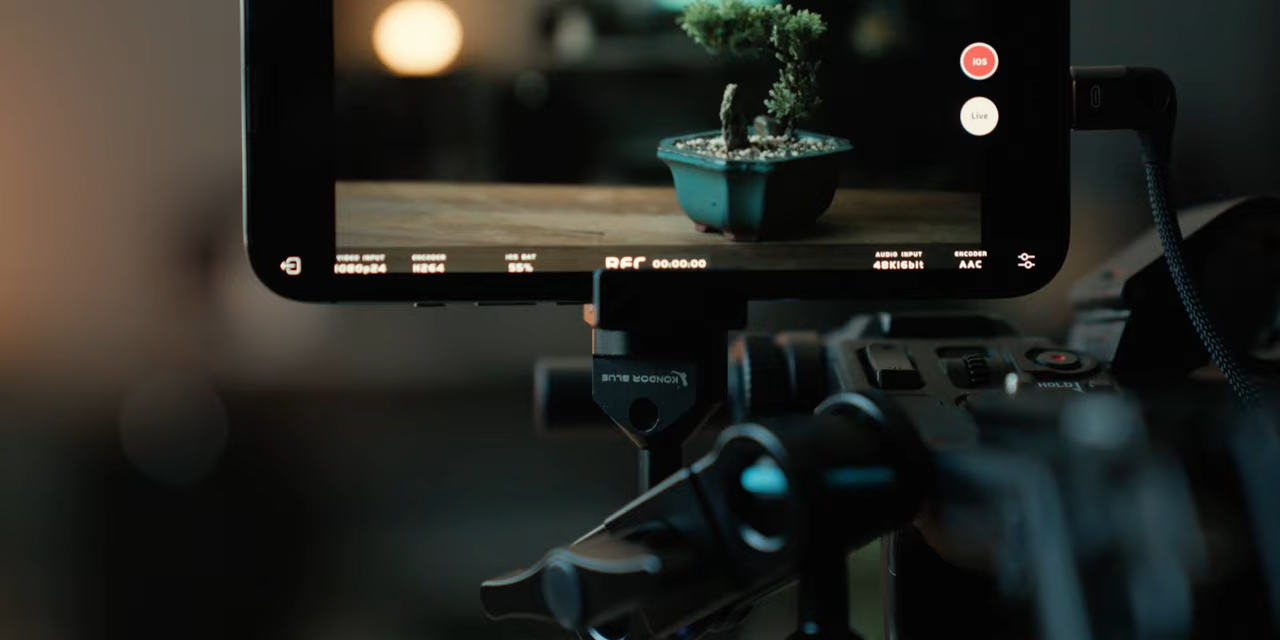 iOS
Live
VIDEO INPUT
1080p24
ENCODER
H264
iOS BAT
55%
REC 00:00:00
AUDIO INPUT
48K16bit
ENCODER
AAC
KONDOR BLUE
HOLD